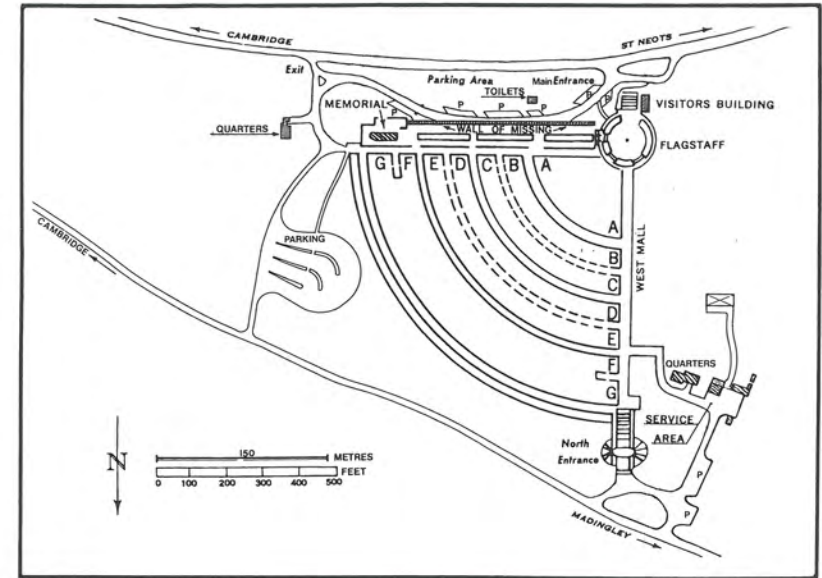 CAMBRIDGE
ST NEOTS
Exit
Parking Area
Main Entrance
TOILETS
P
P
P
P
P
P
P
MEMORIAL
VISITORS BUILDING
QUARTERS
WALL OF MISSING
FLAGSTAFF
G F E D C B A
A
B
C
D
E
F
G
WEST MALL
CAMBRIDGE
PARKING
QUARTERS
SERVICE
AREA
North
Entrance
P
P
N
150 METRES
FEET
0 100 200 300 400 500
MADINGLEY